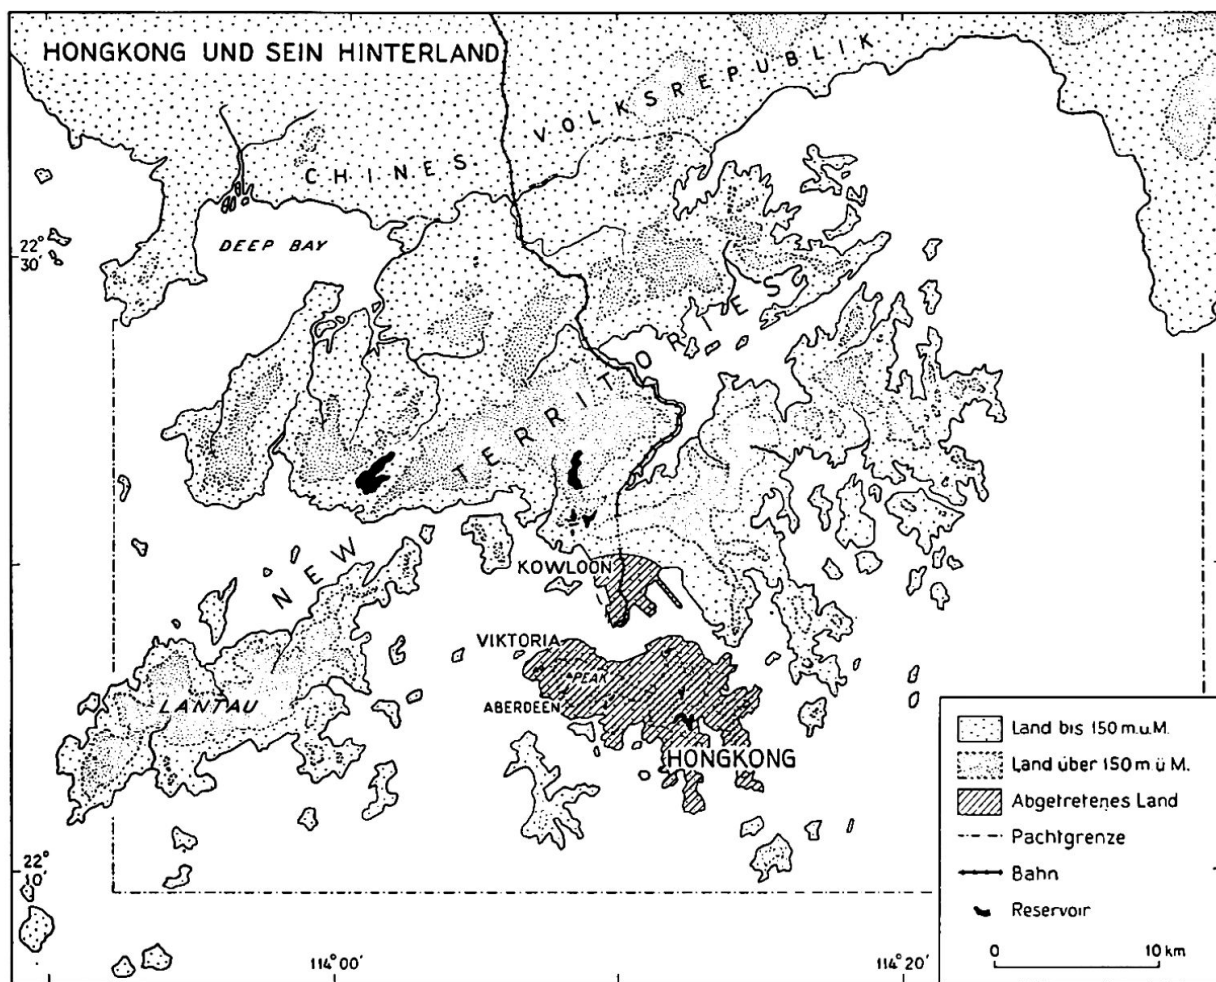 HONGKONG UND SEIN HINTERLAND
CHINES VOLKSREPUBLIK
22°
30'
DEEP BAY
NEW TERRITORIES
KOWLOON
VIKTORIA
PEAK
ABERDEEN
LANTAU
HONGKONG
22°
10'
114° 00'
114° 20'
Land bis 150 m.u.M.
Land über 150 m ü M.
Abgetretenes Land
Pachtgrenze
Bahn
Reservoir
0 10 km